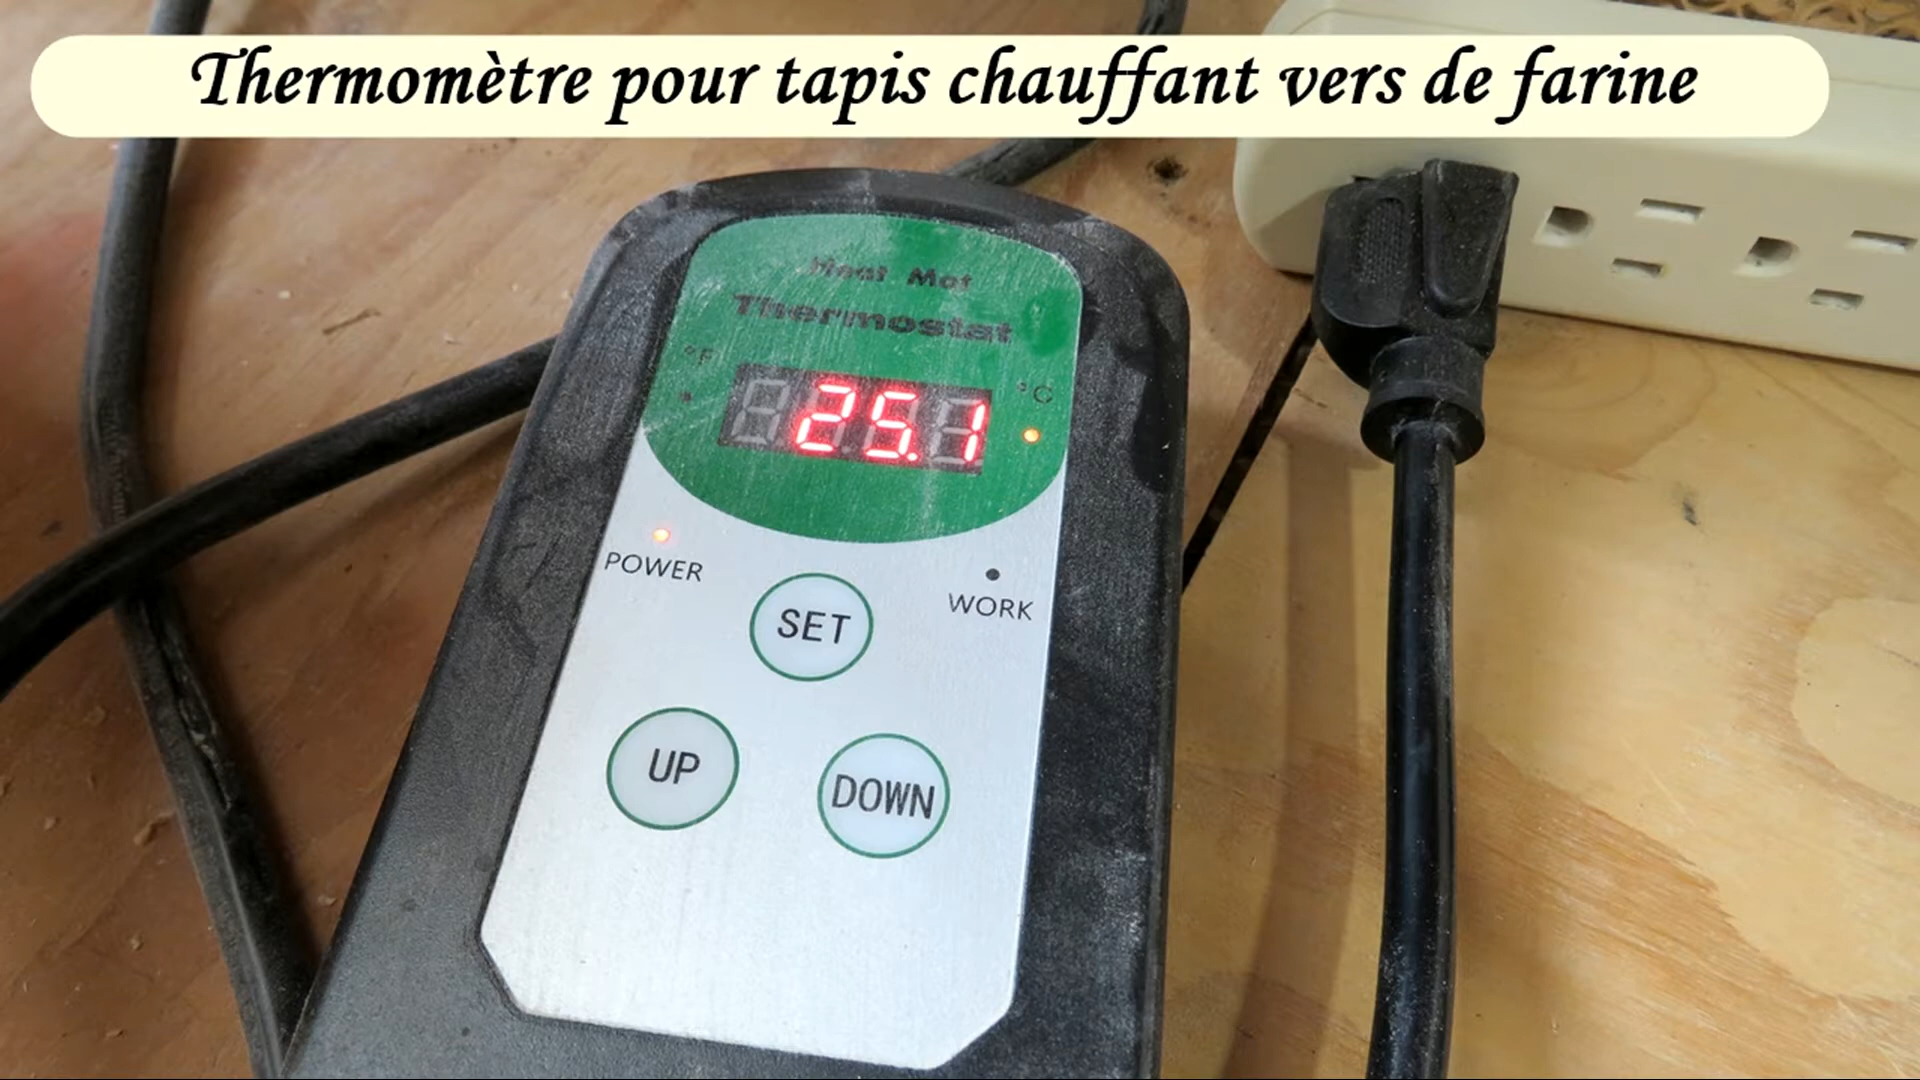 Thermomètre pour tapis chauffant vers de farine
Heat Mat
Thermostat
°F
°C
25.1
POWER
WORK
SET
UP
DOWN